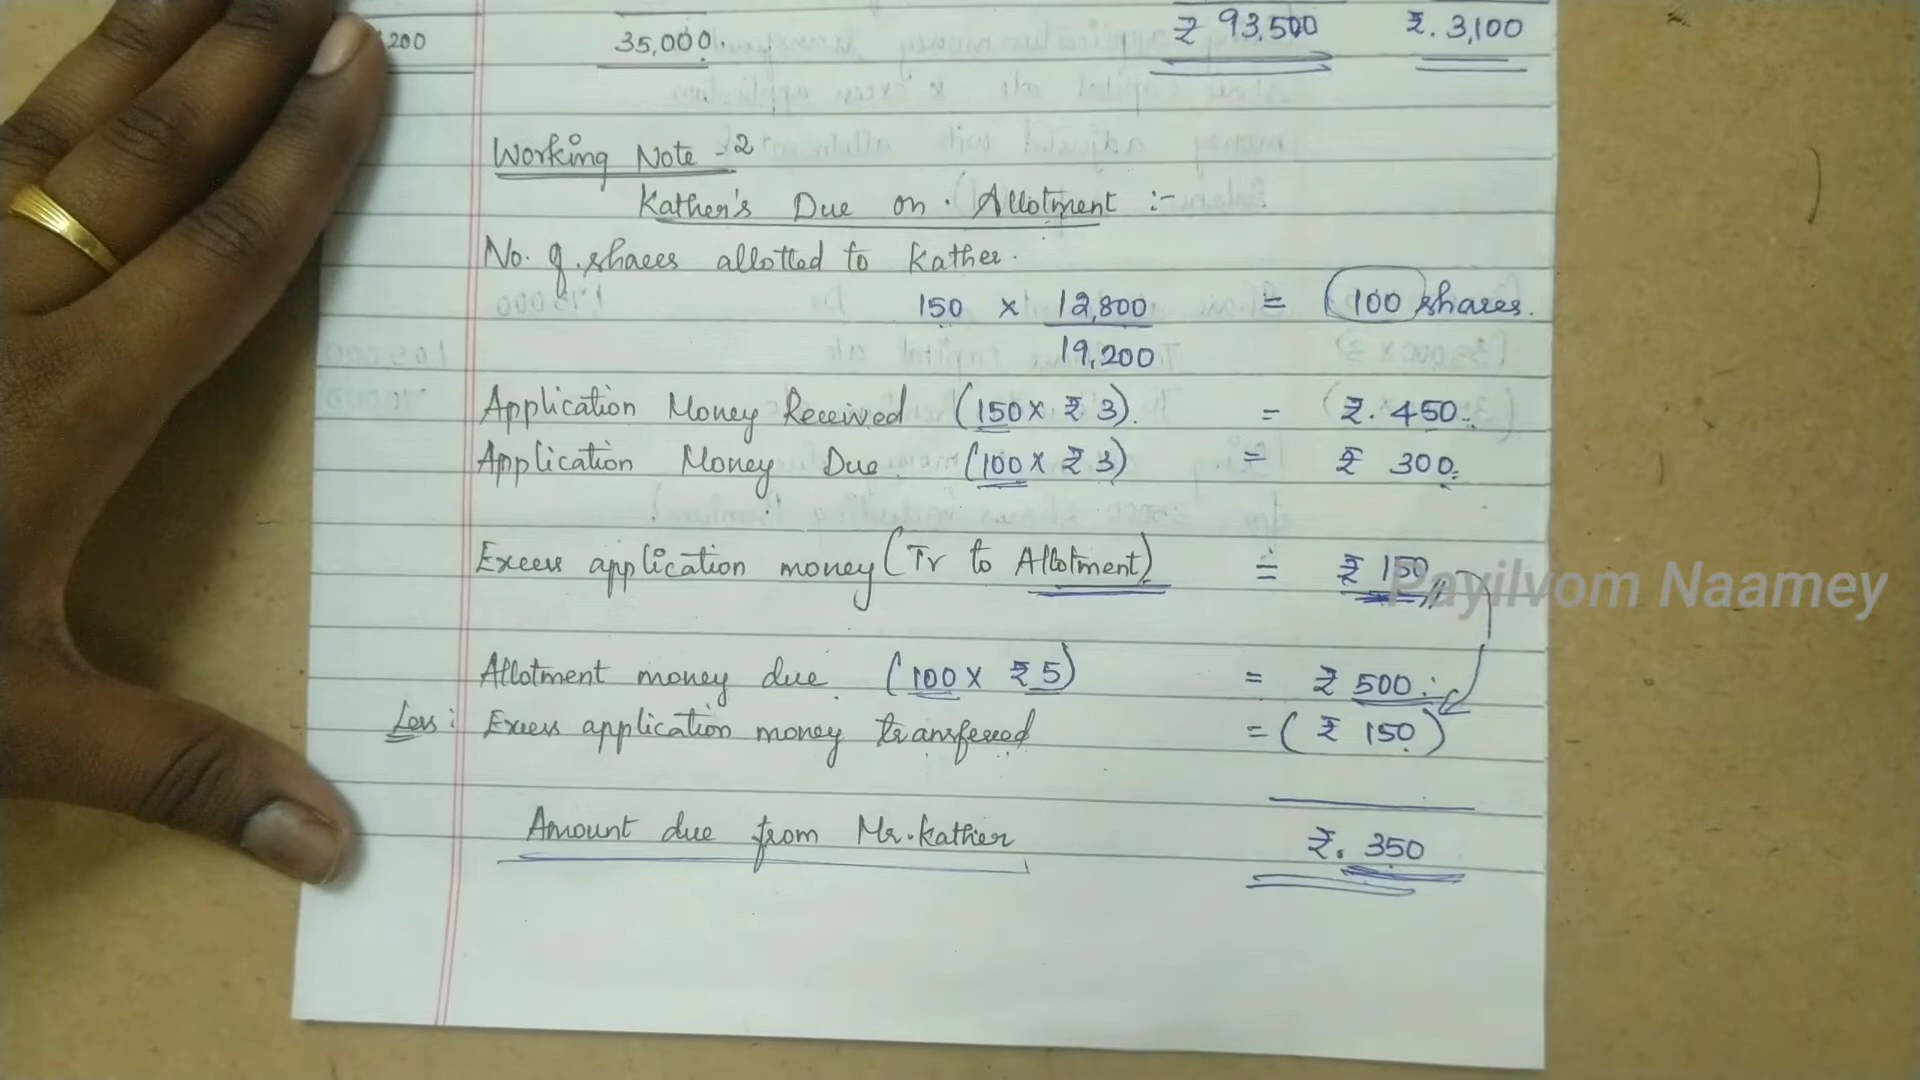 200 35,000. ₹ 93,500 ₹. 3,100
Working Note -2
Kather's Due on. Allotment :-
No. of. shares allotted to Kather.
150 x 12,800 = 100 shares.
19,200
Application Money Received (150 x ₹ 3). = ₹. 450.
Application Money Due (100 x ₹ 3) = ₹ 300.
Excess application money (Tr to Allotment) = ₹ 150
Payilvom Naamey
Allotment money due (100 x ₹ 5) = ₹ 500.
Less: Excess application money transferred = (₹ 150)
Amount due from Mr. Kather ₹. 350